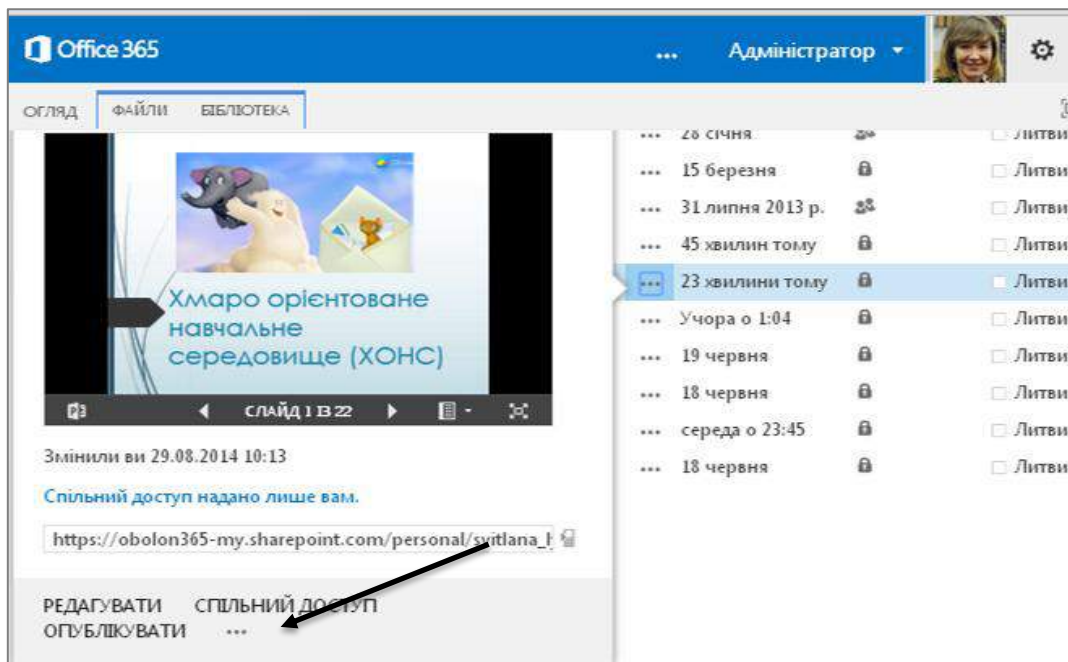 Office 365
... Адміністратор
ОГЛЯД ФАЙЛИ БІБЛІОТЕКА
Хмаро орієнтоване
навчальне
середовище (ХОНС)
СЛАЙД 1 ІЗ 22
Змінили ви 29.08.2014 10:13
Спільний доступ надано лише вам.
https://obolon365-my.sharepoint.com/personal/svitlana_
РЕДАГУВАТИ СПІЛЬНИЙ ДОСТУП
ОПУБЛІКУВАТИ ...
... 28 січня Литви
... 15 березня Литви
... 31 липня 2013 р. Литви
... 45 хвилин тому Литви
... 23 хвилини тому Литви
... Учора о 1:04 Литви
... 19 червня Литви
... 18 червня Литви
... середа о 23:45 Литви
... 18 червня Литви